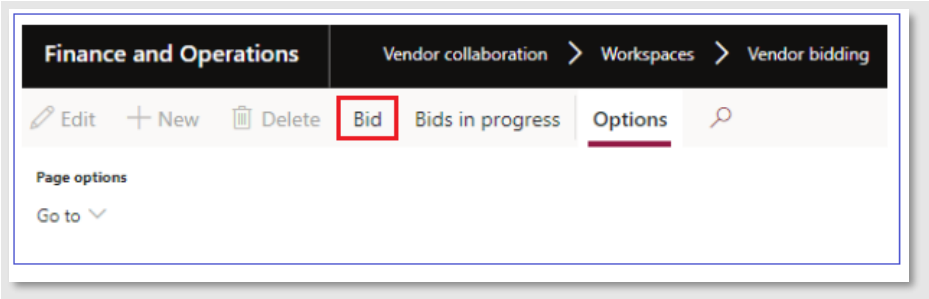 Finance and Operations Vendor collaboration > Workspaces > Vendor bidding
Edit + New Delete Bid Bids in progress Options
Page options
Go to